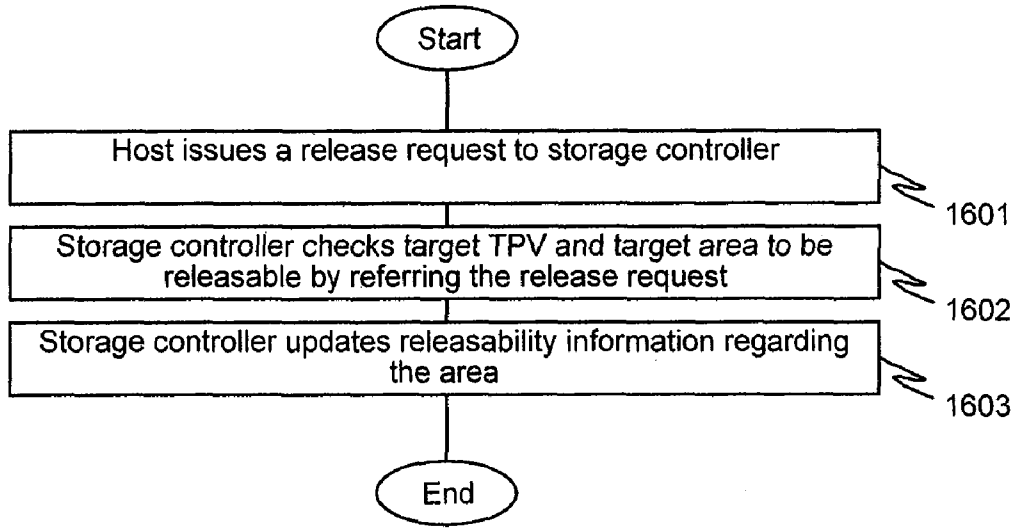 Start
Host issues a release request to storage controller
1601
Storage controller checks target TPV and target area to be
releasable by referring the release request
1602
Storage controller updates releasability information regarding
the area
1603
End